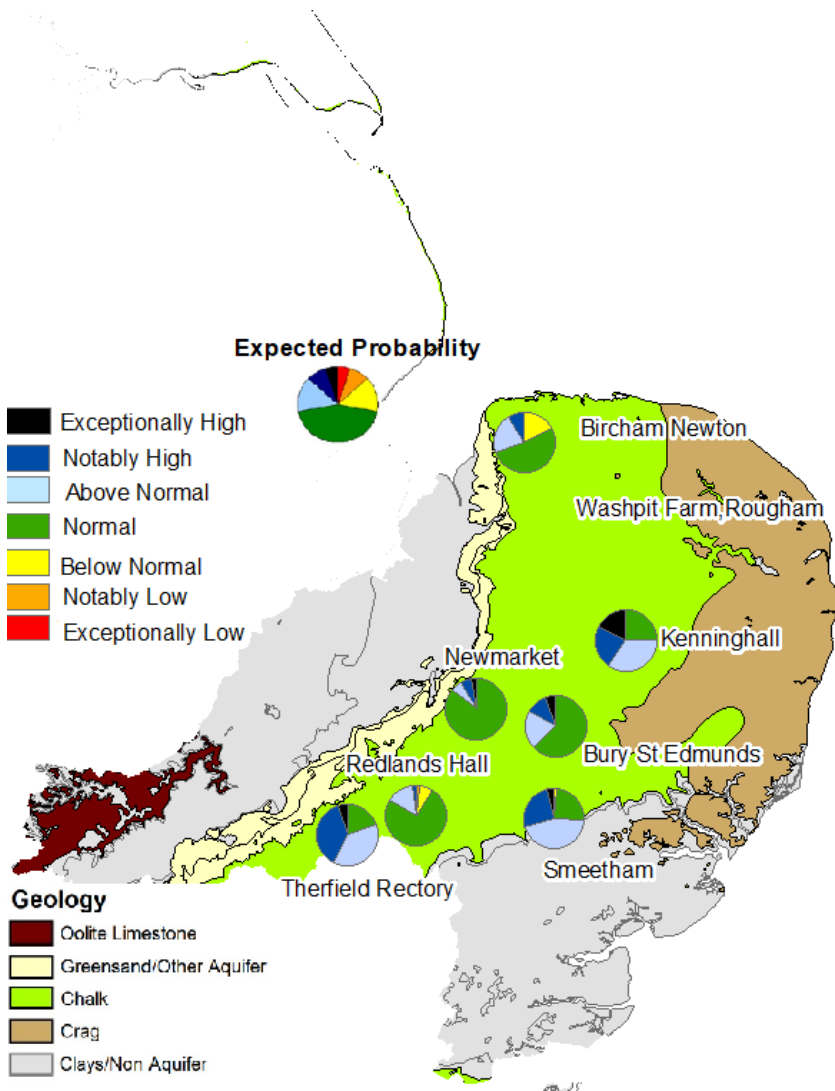 Expected Probability
Exceptionally High
Notably High
Above Normal
Normal
Below Normal
Notably Low
Exceptionally Low
Bircham Newton
Washpit Farm,Rougham
Kenninghall
Newmarket
Bury St Edmunds
Redlands Hall
Smeetham
Therfield Rectory
Geology
Oolite Limestone
Greensand/Other Aquifer
Chalk
Crag
Clays/Non Aquifer